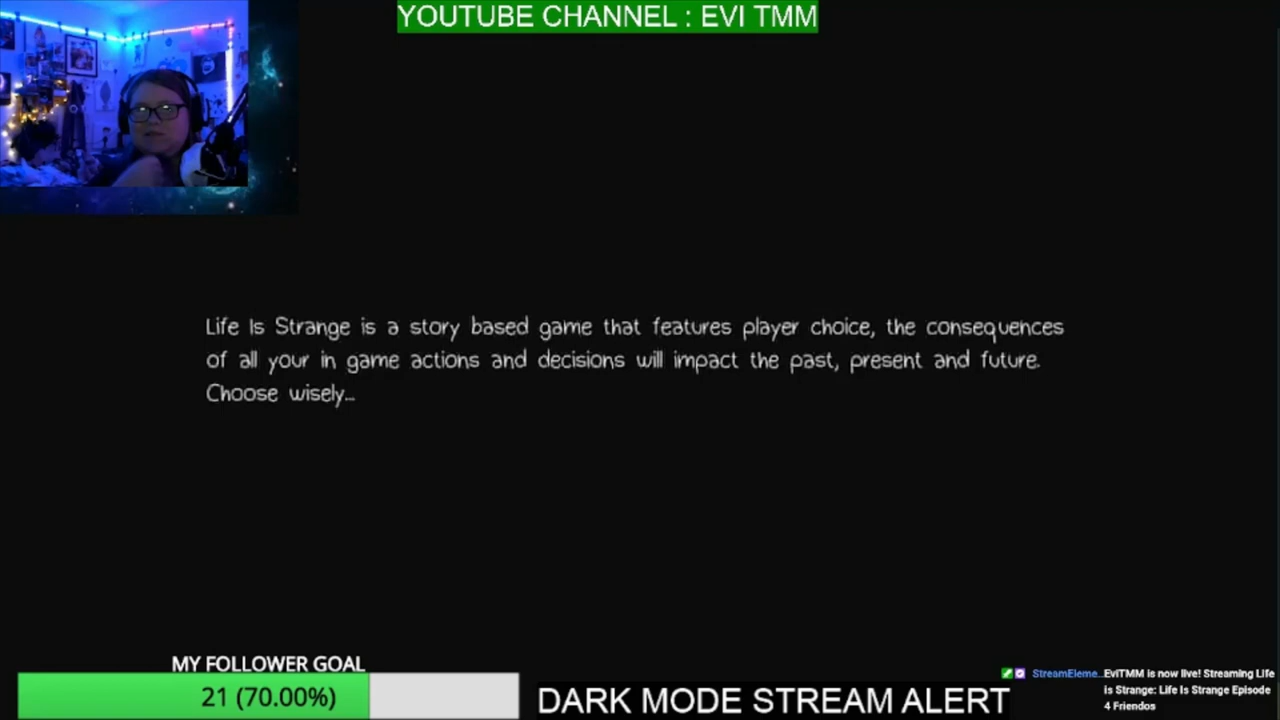 YOUTUBE CHANNEL : EVI TMM
Life Is Strange is a story based game that features player choice, the consequences
of all your in game actions and decisions will impact the past, present and future.
Choose wisely...
MY FOLLOWER GOAL
21 (70.00%)
DARK MODE STREAM ALERT
StreamEleme... EviTMM is now live! Streaming Life
is Strange: Life Is Strange Episode
4 Friendos